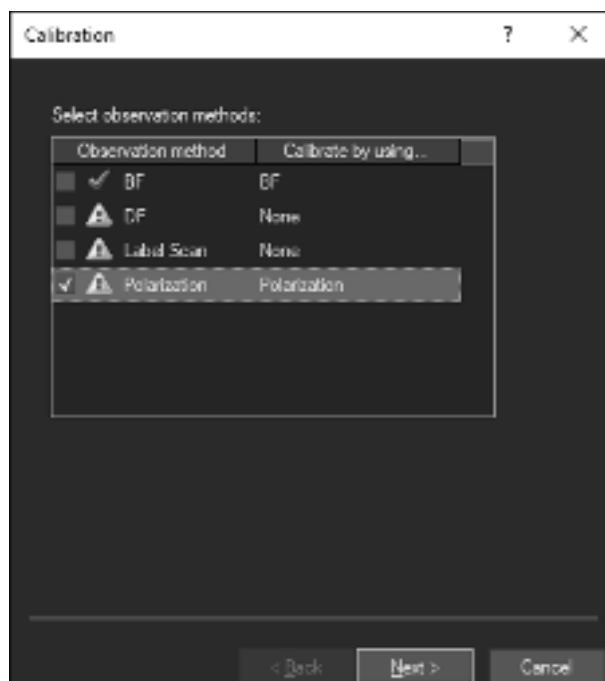 Calibration ?
Select observation methods:
Observation method Calibrate by using...
BF BF
DF None
Label Scan None
Polarization Polarization
< Back Next > Cancel